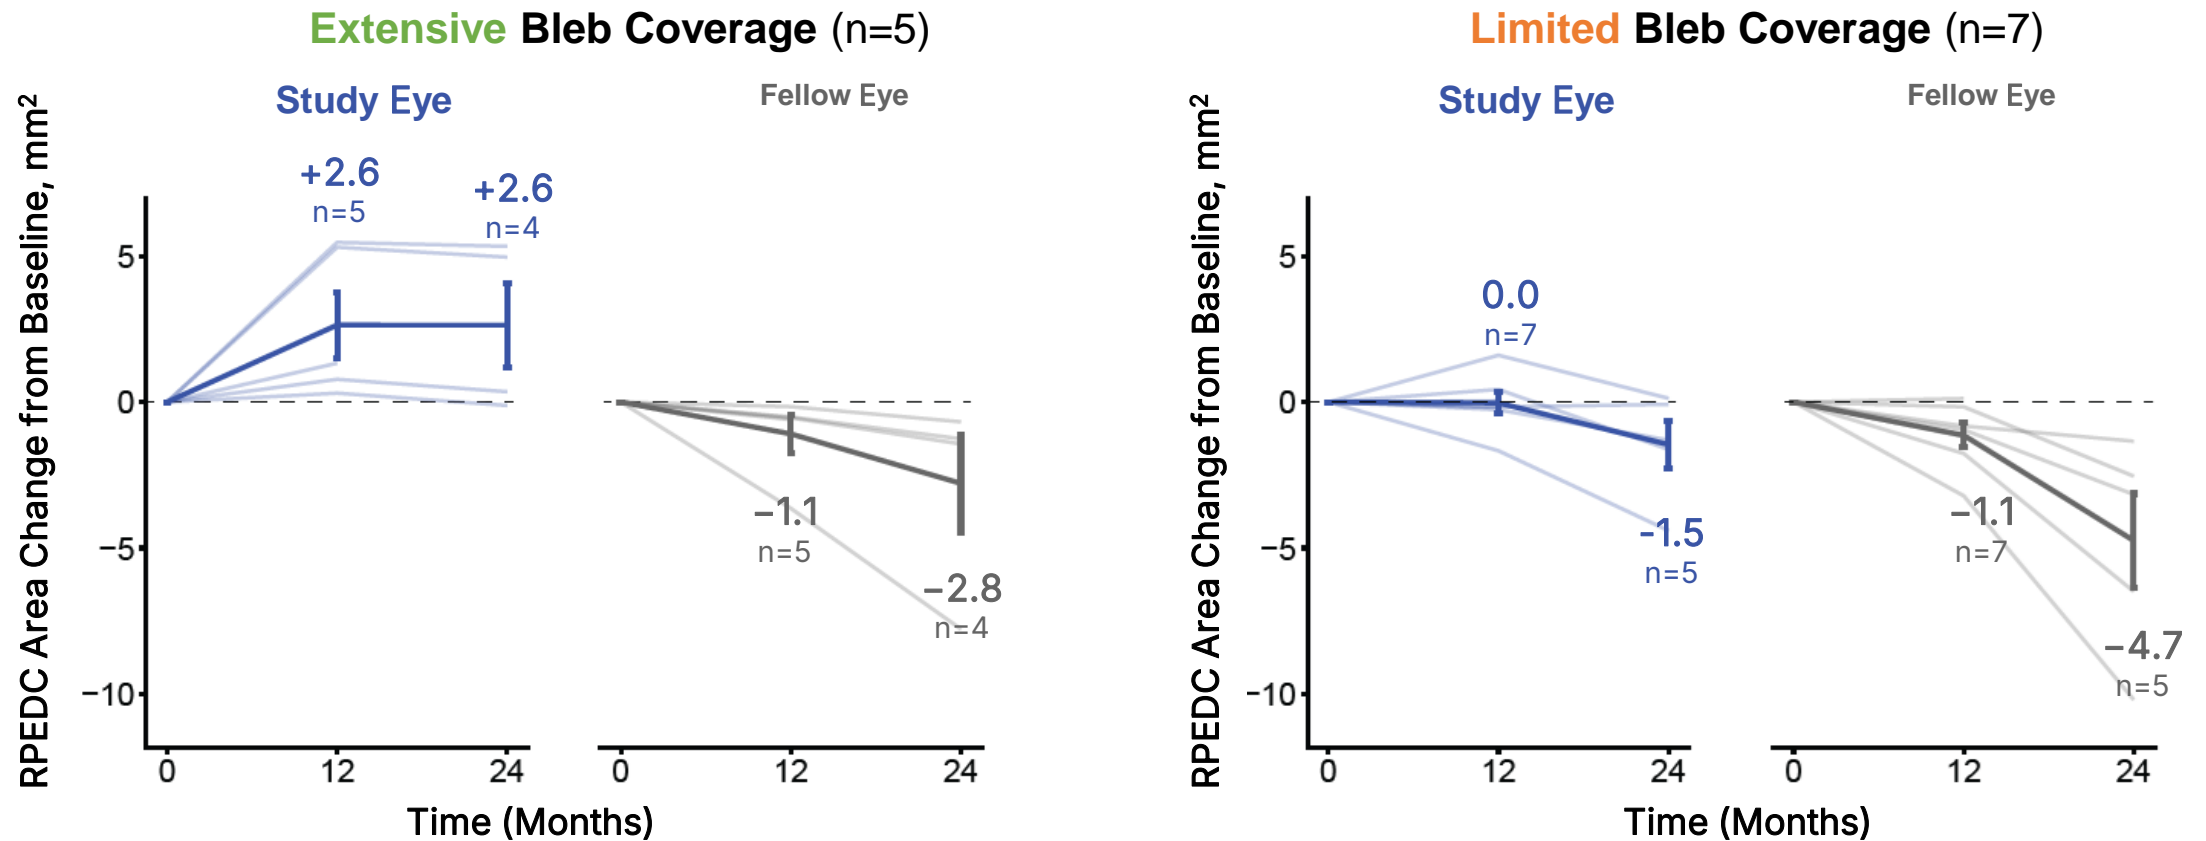 Extensive Bleb Coverage (n=5)
Study Eye
Fellow Eye
RPEDC Area Change from Baseline, mm²
+2.6
n=5
+2.6
n=4
5
0
−5
−10
−1.1
n=5
−2.8
n=4
0 12 24
0 12 24
Time (Months)
Limited Bleb Coverage (n=7)
Study Eye
Fellow Eye
RPEDC Area Change from Baseline, mm²
0.0
n=7
5
0
−5
−10
-1.5
n=5
−1.1
n=7
−4.7
n=5
0 12 24
0 12 24
Time (Months)